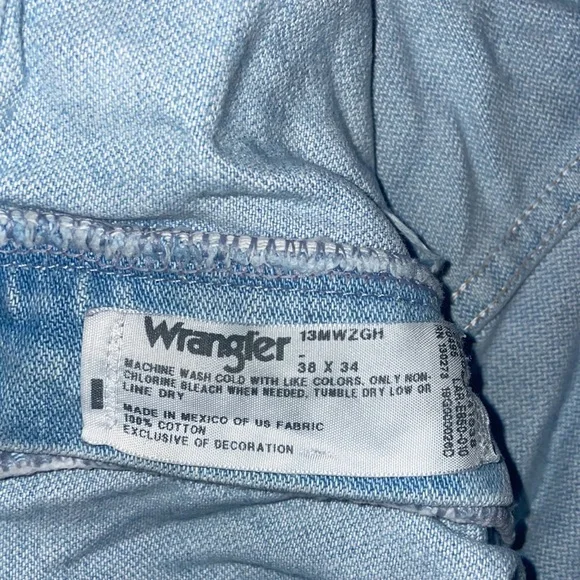 Wrangler 13MWZGH
-
38 X 34
MACHINE WASH COLD WITH LIKE COLORS, ONLY NON-
CHLORINE BLEACH WHEN NEEDED, TUMBLE DRY LOW OR
LINE DRY
MADE IN MEXICO OF US FABRIC
100% COTTON
EXCLUSIVE OF DECORATION